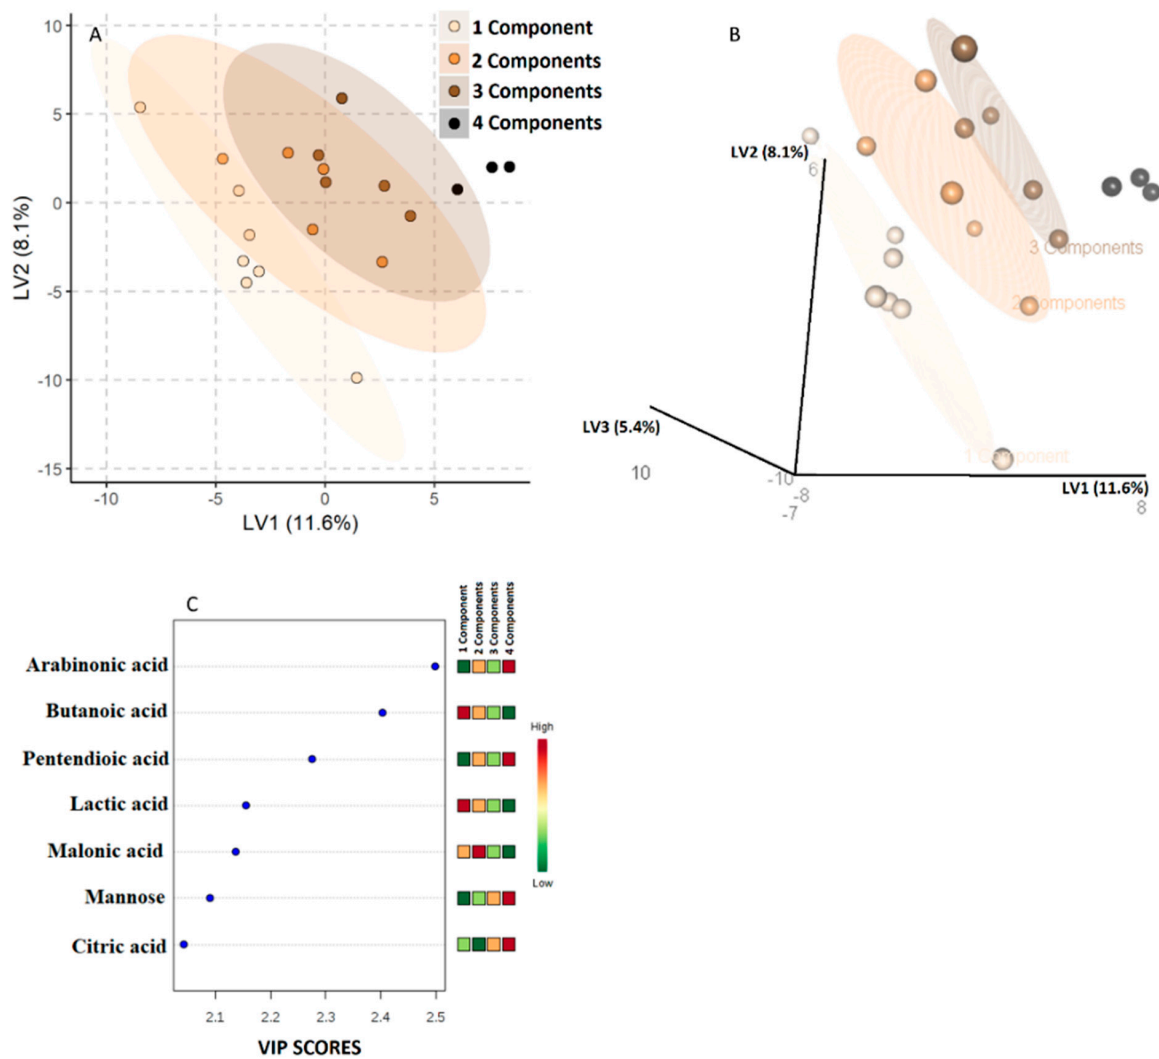 A
1 Component
2 Components
3 Components
4 Components
10
5
0
-5
-10
-15
LV2 (8.1%)
-10
-5
0
5
LV1 (11.6%)
B
LV2 (8.1%)
6
3 Components
2 Components
1 Component
LV3 (5.4%)
10
-10
-8
-7
LV1 (11.6%)
8
C
1 Component
2 Components
3 Components
4 Components
Arabinonic acid
Butanoic acid
Pentendioic acid
Lactic acid
Malonic acid
Mannose
Citric acid
High
Low
2.1
2.2
2.3
2.4
2.5
VIP SCORES